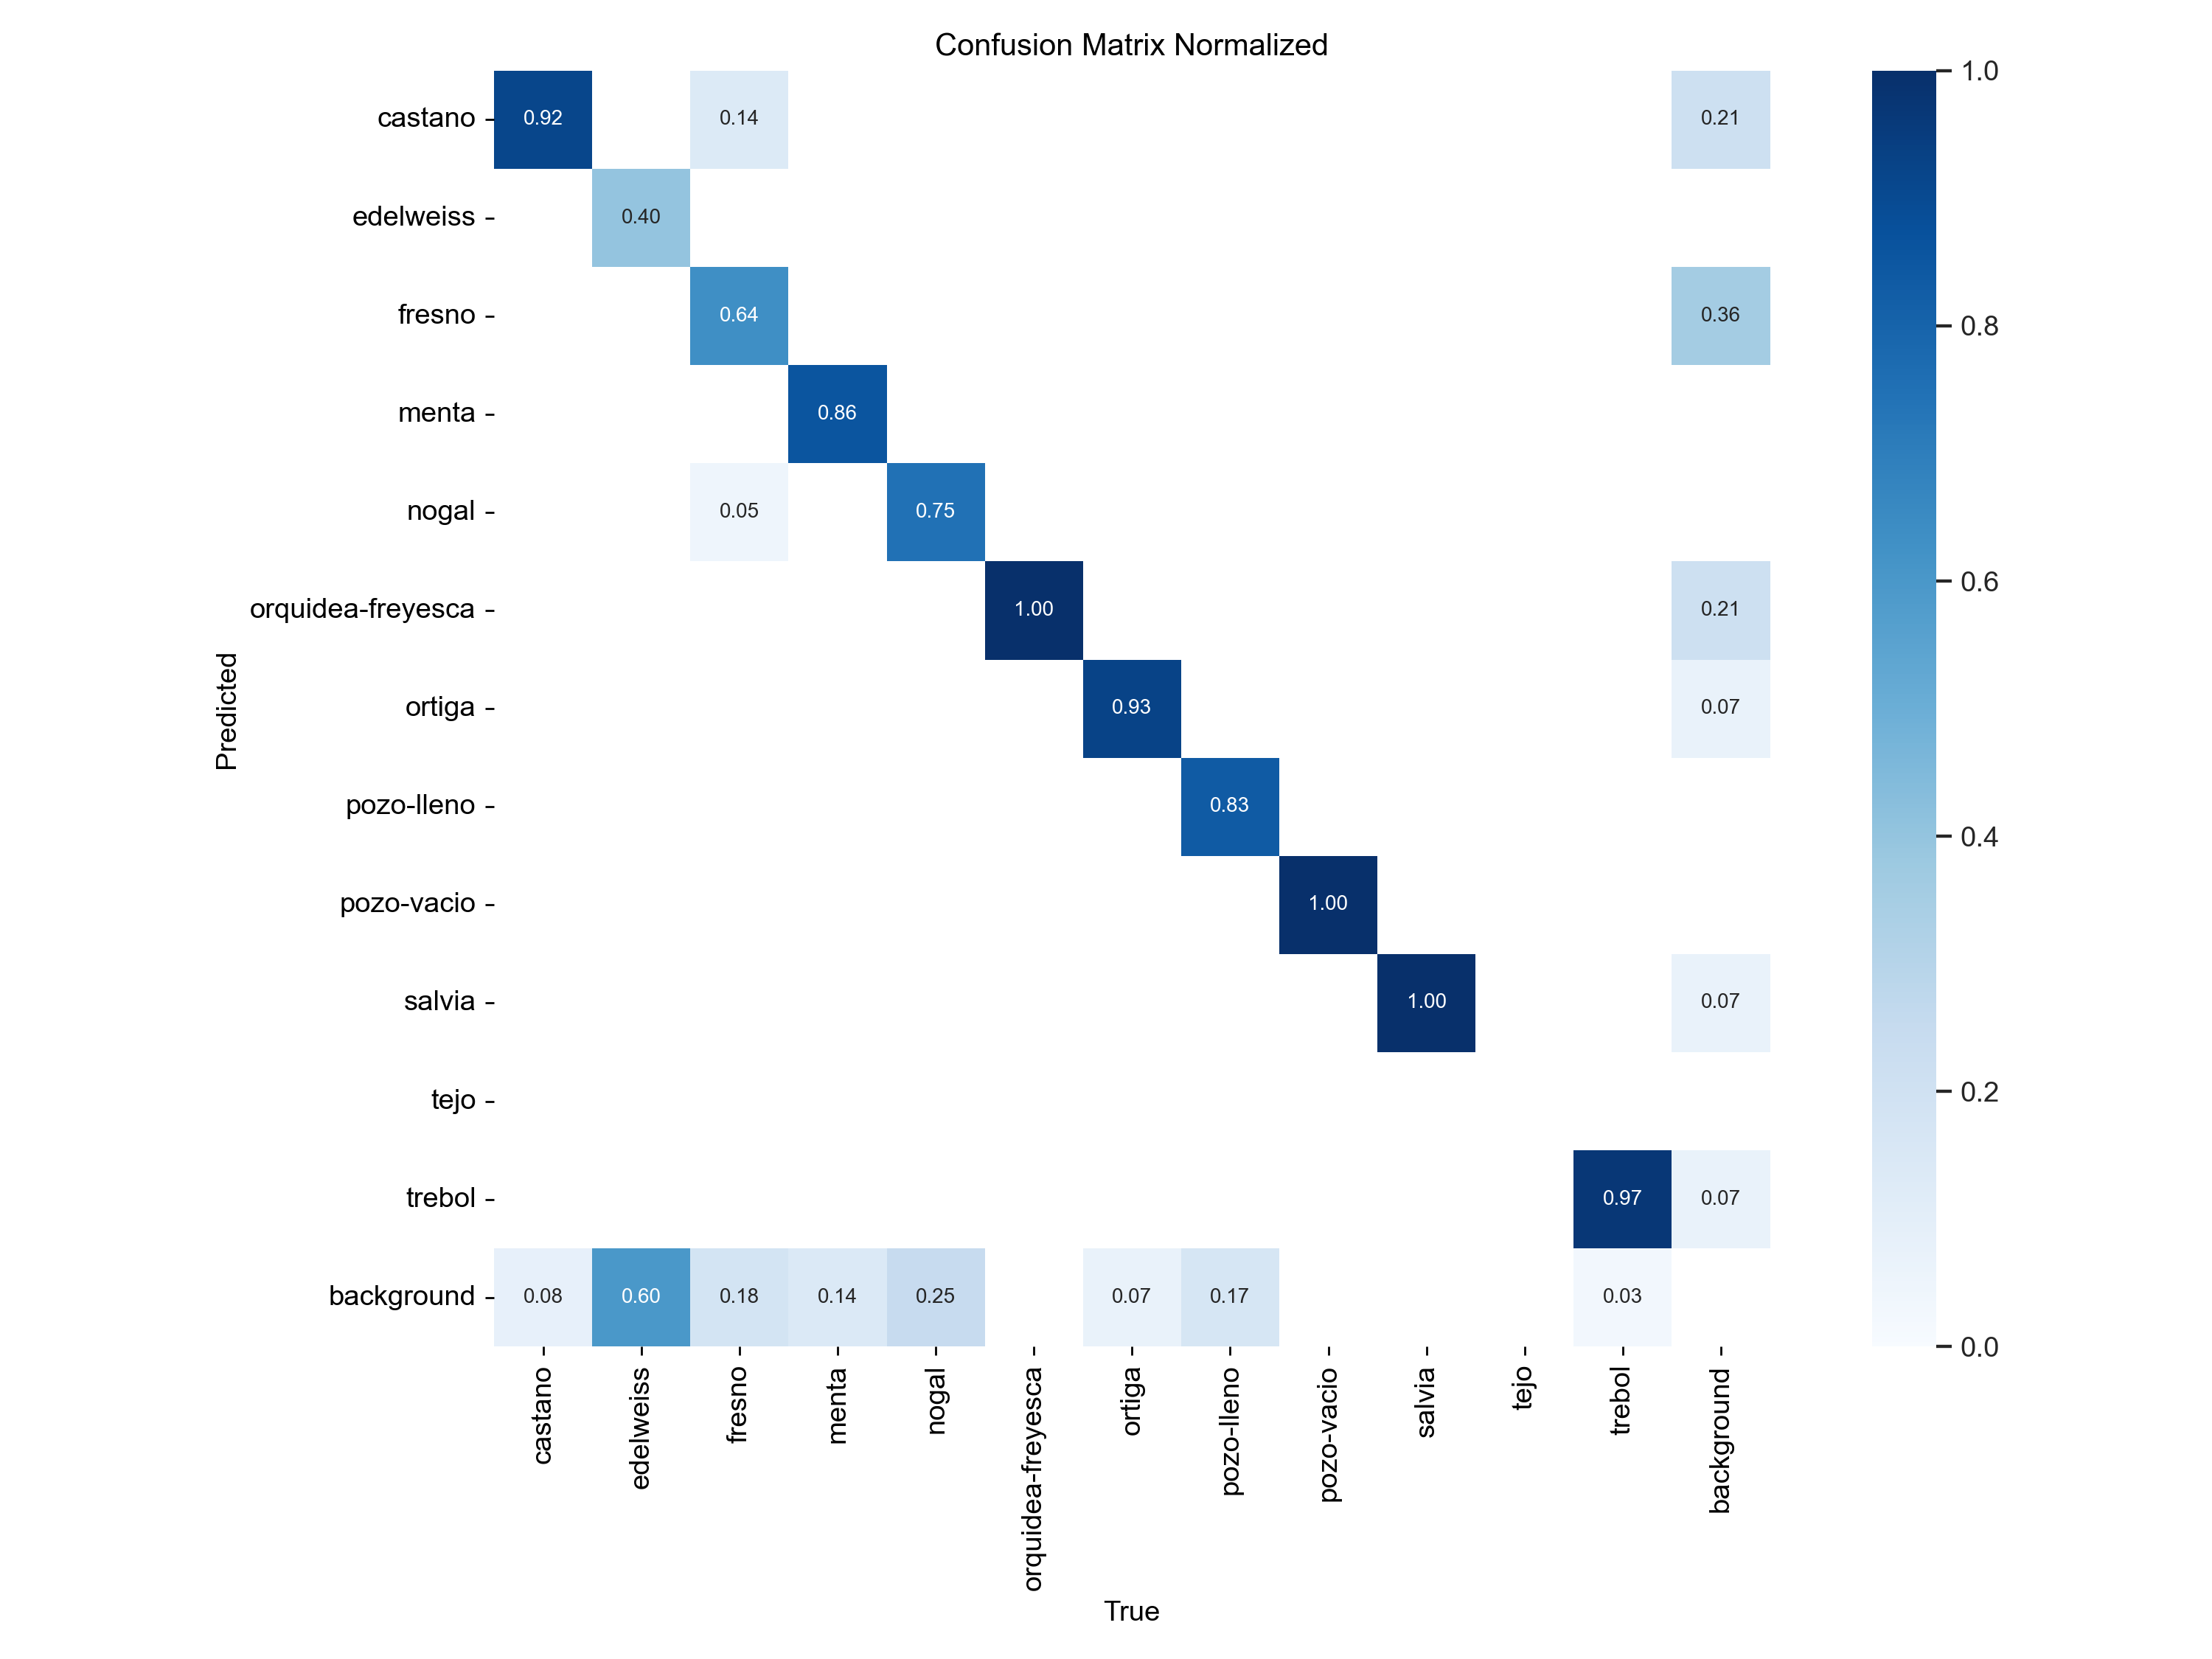 Confusion Matrix Normalized
castano 0.92 0.14 0.21
edelweiss 0.40
fresno 0.64 0.36
menta 0.86
nogal 0.05 0.75
orquidea-freyesca 1.00 0.21
ortiga 0.93 0.07
pozo-lleno 0.83
pozo-vacio 1.00
salvia 1.00 0.07
tejo
trebol 0.97 0.07
background 0.08 0.60 0.18 0.14 0.25 0.07 0.17 0.03
Predicted
castano
edelweiss
fresno
menta
nogal
orquidea-freyesca
ortiga
pozo-lleno
pozo-vacio
salvia
tejo
trebol
background
True
1.0
0.8
0.6
0.4
0.2
0.0